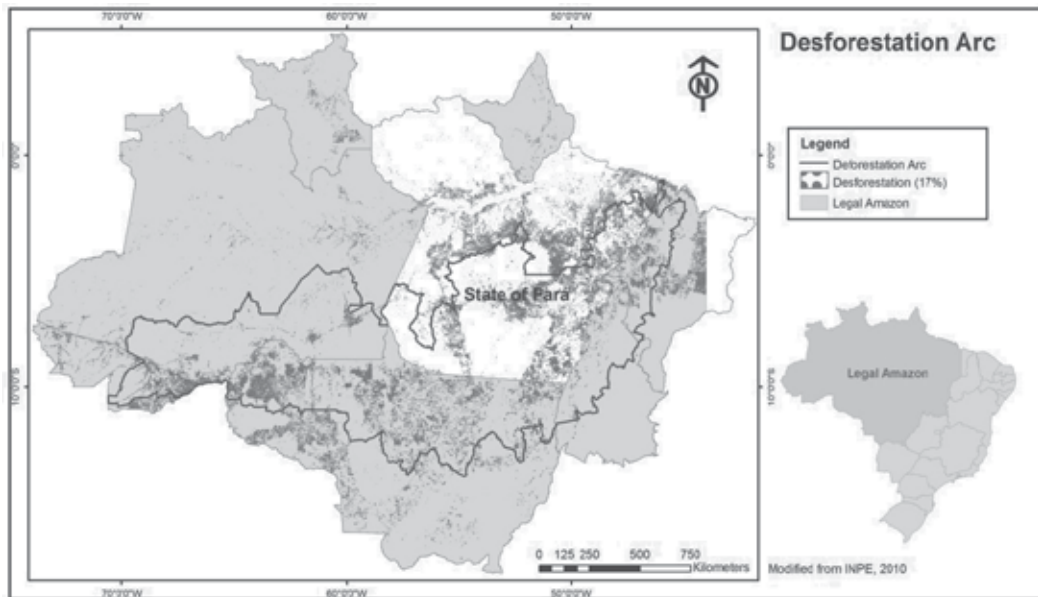 70°0'0"W
60°0'0"W
50°0'0"W
Desforestation Arc
N
0°0'0"
0°0'0"
Legend
Deforestation Arc
Desforestation (17%)
Legal Amazon
State of Para
10°0'0"S
10°0'0"S
Legal Amazon
0 125 250 500 750
Kilometers
Modified from INPE, 2010
70°0'0"W
60°0'0"W
50°0'0"W